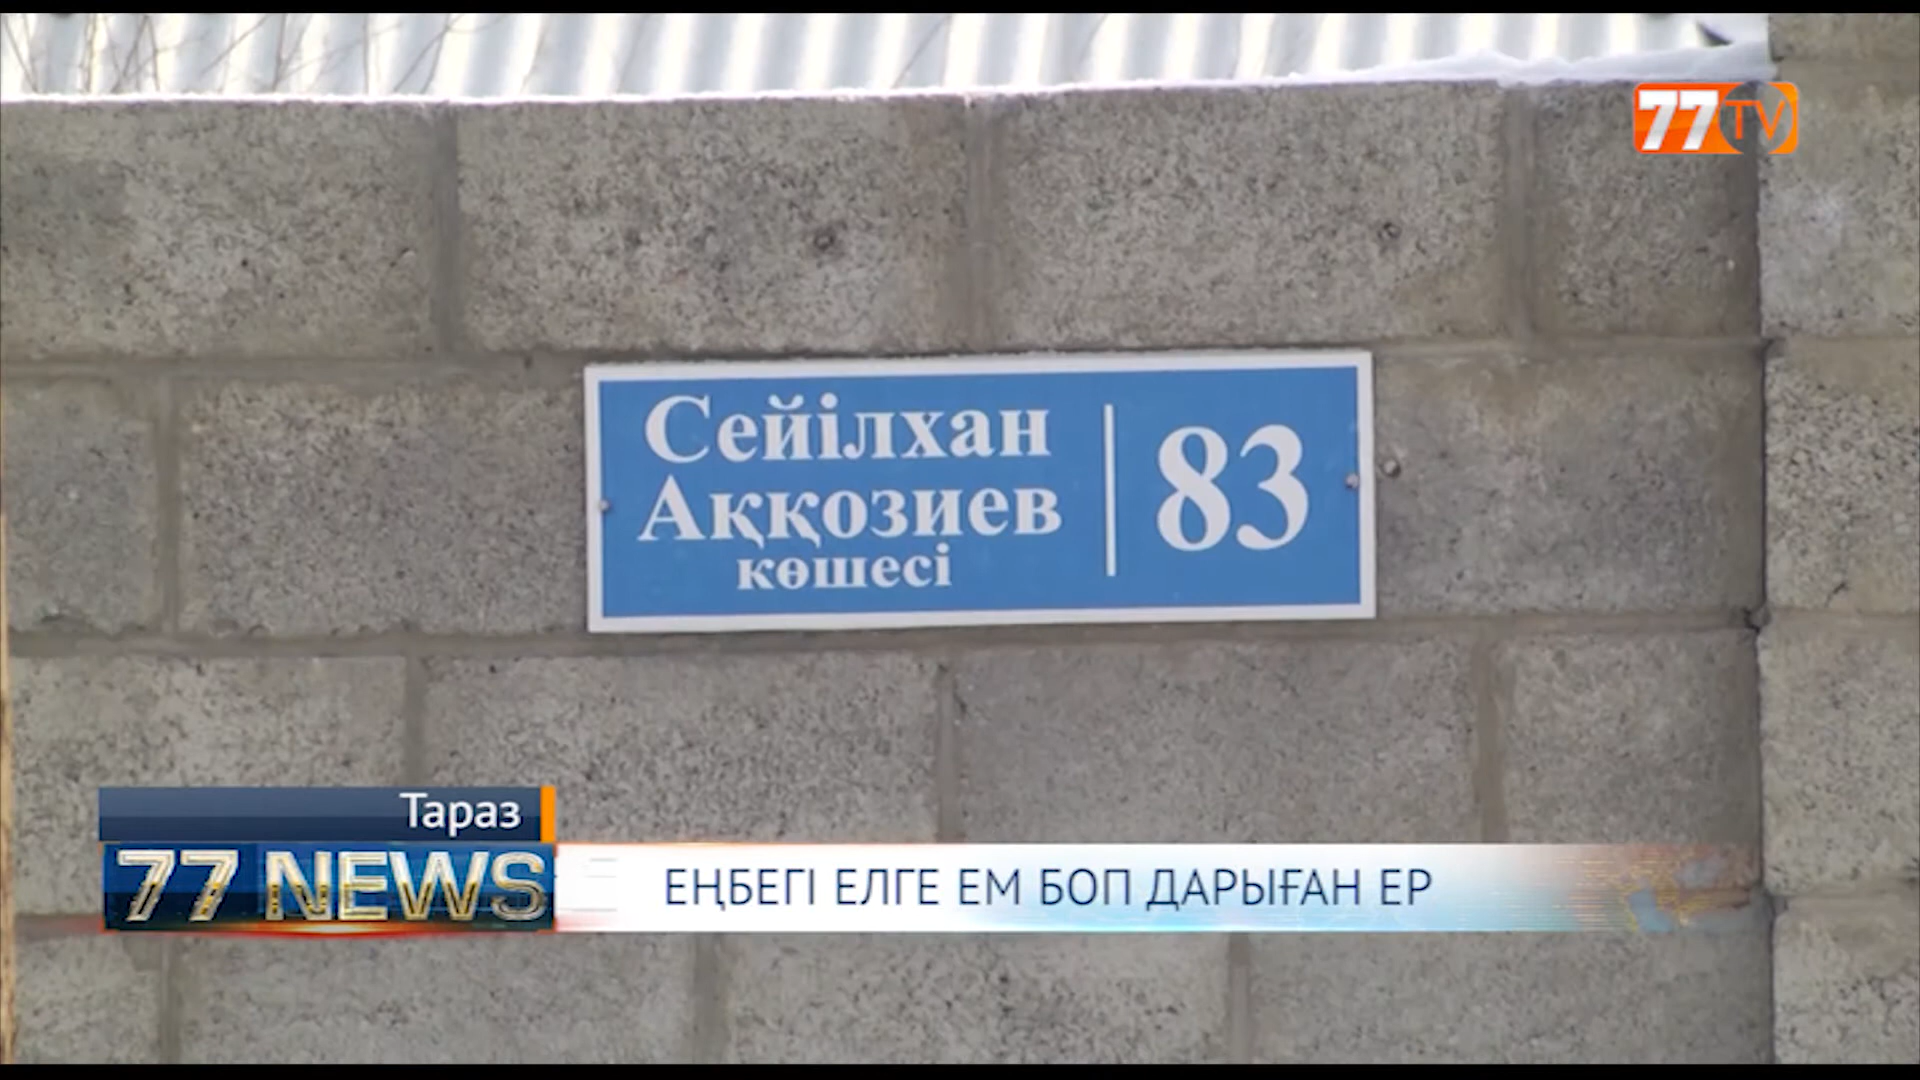 77TV
Сейілхан
Аққозиев
көшесі
83
Тараз
77 NEWS
ЕҢБЕГІ ЕЛГЕ ЕМ БОП ДАРЫҒАН ЕР